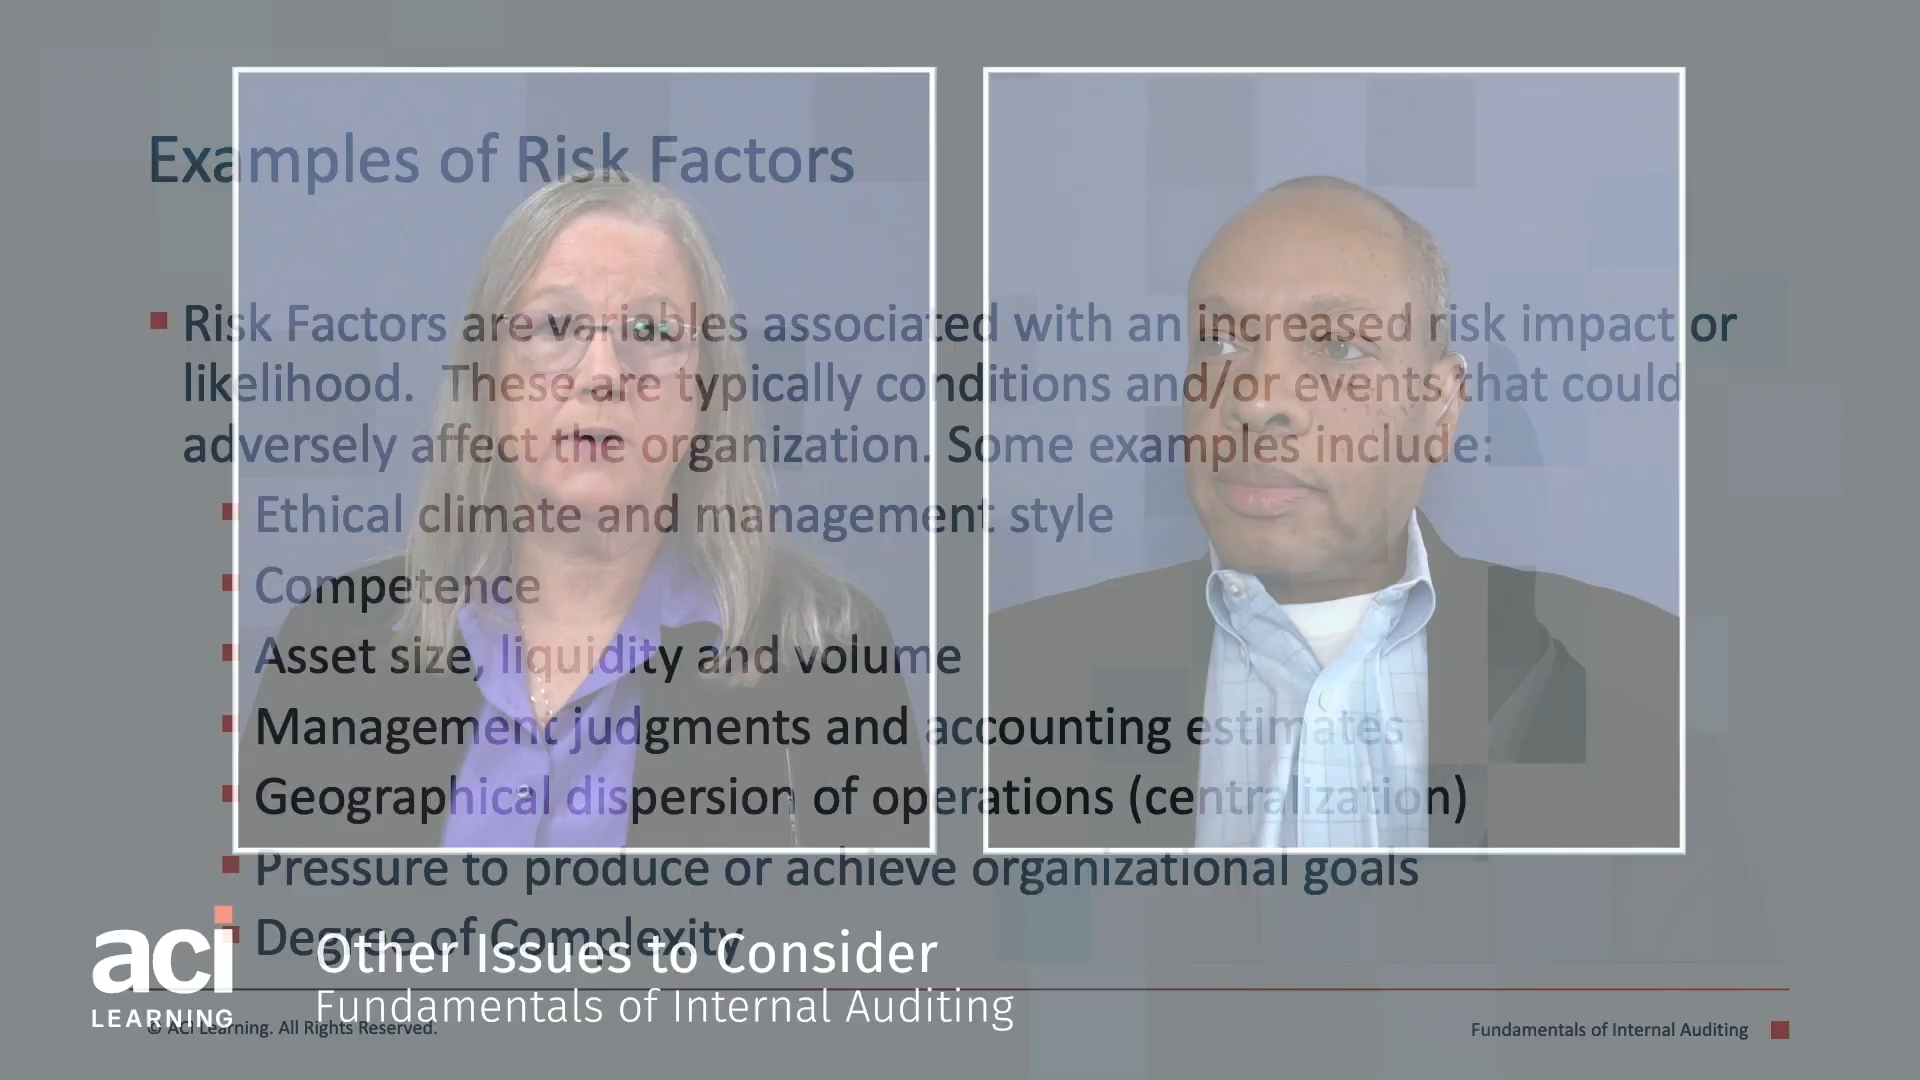 Examples of Risk Factors
Risk Factors are variables associated with an increased risk impact or
likelihood.  These are typically conditions and/or events that could
adversely affect the organization. Some examples include:
Ethical climate and management style
Competence
Asset size, liquidity and volume
Management judgments and accounting estimates
Geographical dispersion of operations (centralization)
Pressure to produce or achieve organizational goals
Degree of Complexity
aci
LEARNING
Other Issues to Consider
Fundamentals of Internal Auditing
© ACI Learning. All Rights Reserved.
Fundamentals of Internal Auditing